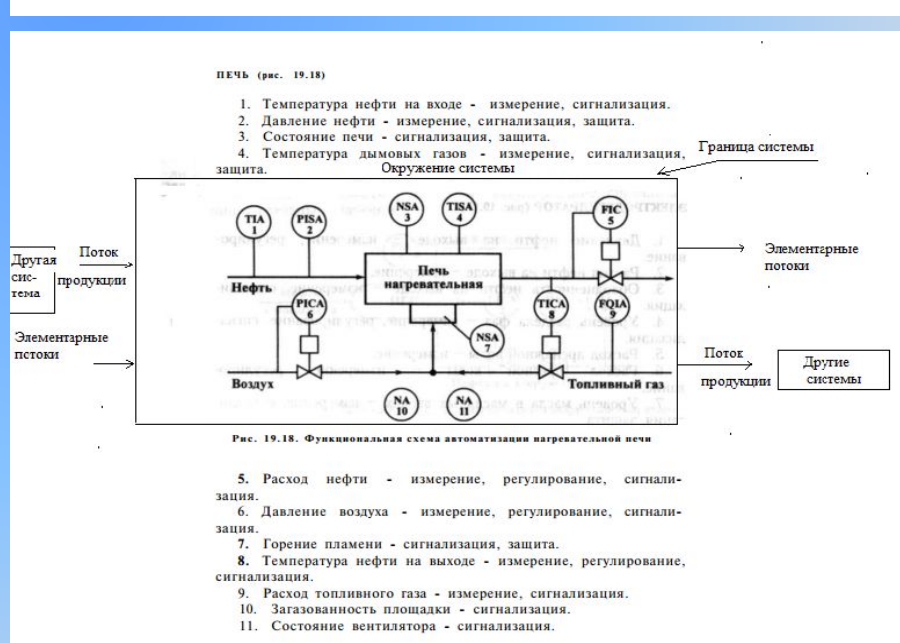 ПЕЧЬ (рис. 19.18)
1. Температура нефти на входе - измерение, сигнализация.
2. Давление нефти - измерение, сигнализация, защита.
3. Состояние печи - сигнализация, защита.
4. Температура дымовых газов - измерение, сигнализация,
защита.
Граница системы
Окружение системы
TIA
1
PISA
2
NSA
3
TISA
4
FIC
5
Другая
сис-
тема
Поток
продукции
Элементарные
потоки
Нефть
Печь
нагревательная
PICA
6
NSA
7
TICA
8
FQIA
9
Элементарные
пстоки
Воздух
Топливный газ
NA
10
NA
11
Поток
продукции
Другие
системы
Рис. 19.18. Функциональная схема автоматизации нагревательной печи
5. Расход нефти - измерение, регулирование, сигнали-
зация.
6. Давление воздуха - измерение, регулирование, сигнали-
зация.
7. Горение пламени - сигнализация, защита.
8. Температура нефти на выходе - измерение, регулирование,
сигнализация.
9. Расход топливного газа - измерение, сигнализация.
10. Загазованность площадки - сигнализация.
11. Состояние вентилятора - сигнализация.